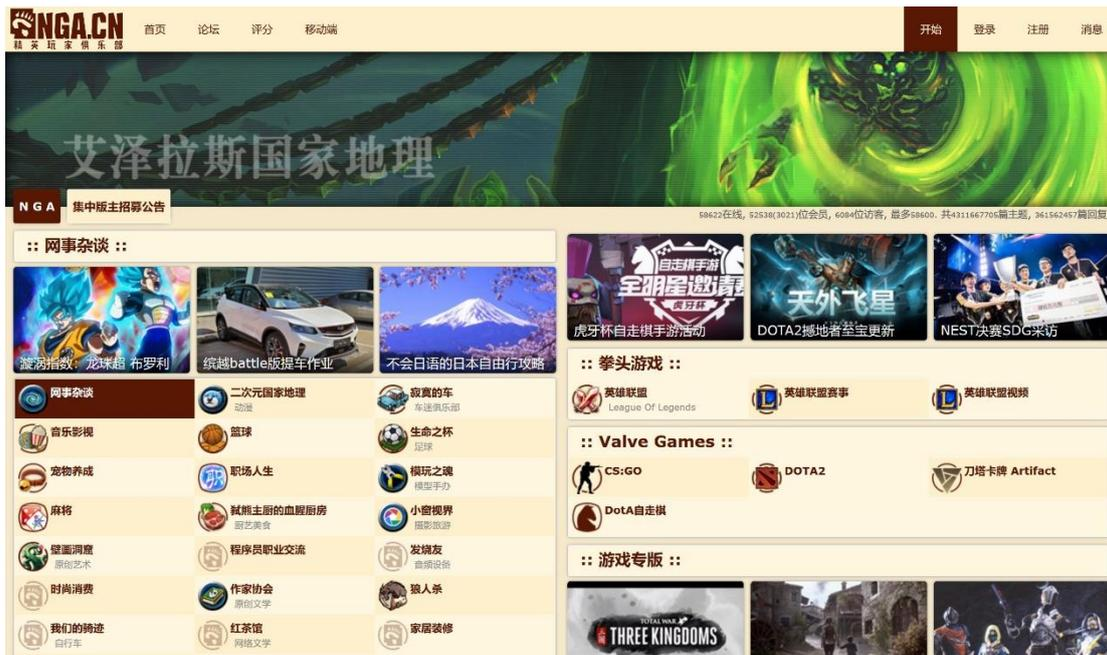 NGA.CN
精英玩家俱乐部
首页 论坛 评分 移动端 开始 登录 注册 消息
艾泽拉斯国家地理
NGA 集中版主招募公告
58622在线, 52538(3021)位会员, 6084位访客, 最多58600. 共4311667705篇主题, 361562457篇回复
:: 网事杂谈 ::
漩涡指数：龙珠超 布罗利
缤越battle版提车作业
不会日语的日本自由行攻略
网事杂谈
二次元国家地理
动漫
寂寞的车
车迷俱乐部
音乐影视
篮球
生命之杯
足球
宠物养成
职场人生
模玩之魂
模型手办
麻将
弑熊主厨的血腥厨房
厨艺美食
小窗视界
摄影旅游
壁画洞窟
原创艺术
程序员职业交流
发烧友
音频设备
时尚消费
作家协会
原创文学
狼人杀
我们的骑迹
自行车
红茶馆
网络文学
家居装修
自走棋手游
全明星邀请赛
虎牙杯
虎牙杯自走棋手游活动
天外飞星
DOTA2撼地者至宝更新
NEST决赛SDG采访
:: 拳头游戏 ::
英雄联盟
League Of Legends
英雄联盟赛事
英雄联盟视频
:: Valve Games ::
CS:GO
DOTA2
刀塔卡牌 Artifact
DotA自走棋
:: 游戏专版 ::
TOTAL WAR
THREE KINGDOMS